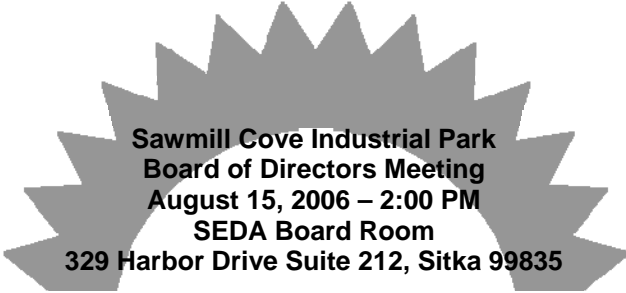 Sawmill Cove Industrial Park
Board of Directors Meeting
August 15, 2006 – 2:00 PM
SEDA Board Room
329 Harbor Drive Suite 212, Sitka 99835